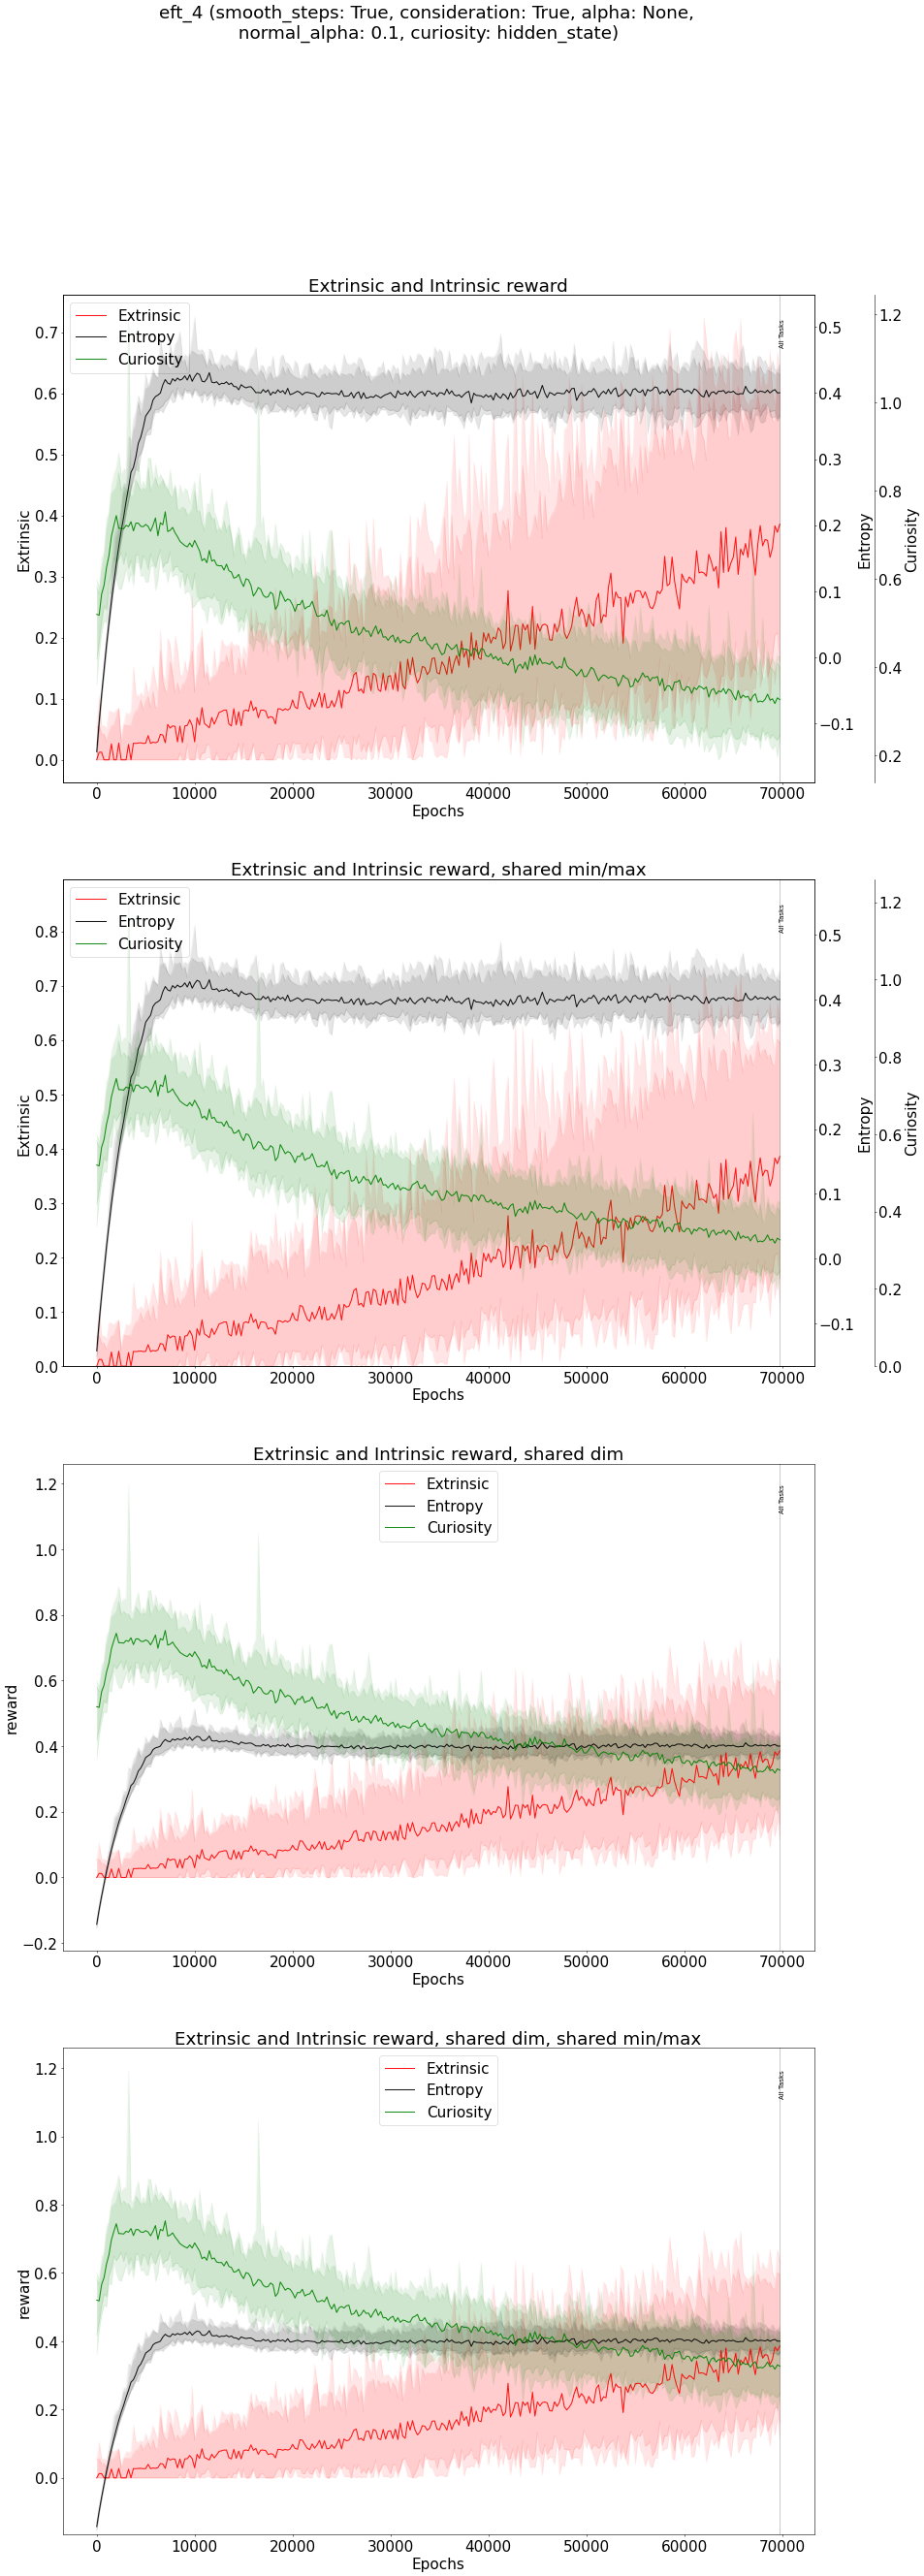 eft_4 (smooth_steps: True, consideration: True, alpha: None,
normal_alpha: 0.1, curiosity: hidden_state)
Extrinsic and Intrinsic reward
Extrinsic
Entropy
Curiosity
All Tasks
0.7
0.6
0.5
0.4
0.3
0.2
0.1
0.0
Extrinsic
0.5
0.4
0.3
0.2
0.1
0.0
−0.1
Entropy
1.2
1.0
0.8
0.6
0.4
0.2
Curiosity
0 10000 20000 30000 40000 50000 60000 70000
Epochs
Extrinsic and Intrinsic reward, shared min/max
Extrinsic
Entropy
Curiosity
All Tasks
0.8
0.7
0.6
0.5
0.4
0.3
0.2
0.1
0.0
Extrinsic
0.5
0.4
0.3
0.2
0.1
0.0
−0.1
Entropy
1.2
1.0
0.8
0.6
0.4
0.2
0.0
Curiosity
0 10000 20000 30000 40000 50000 60000 70000
Epochs
Extrinsic and Intrinsic reward, shared dim
Extrinsic
Entropy
Curiosity
All Tasks
1.2
1.0
0.8
0.6
0.4
0.2
0.0
−0.2
reward
0 10000 20000 30000 40000 50000 60000 70000
Epochs
Extrinsic and Intrinsic reward, shared dim, shared min/max
Extrinsic
Entropy
Curiosity
All Tasks
1.2
1.0
0.8
0.6
0.4
0.2
0.0
reward
0 10000 20000 30000 40000 50000 60000 70000
Epochs